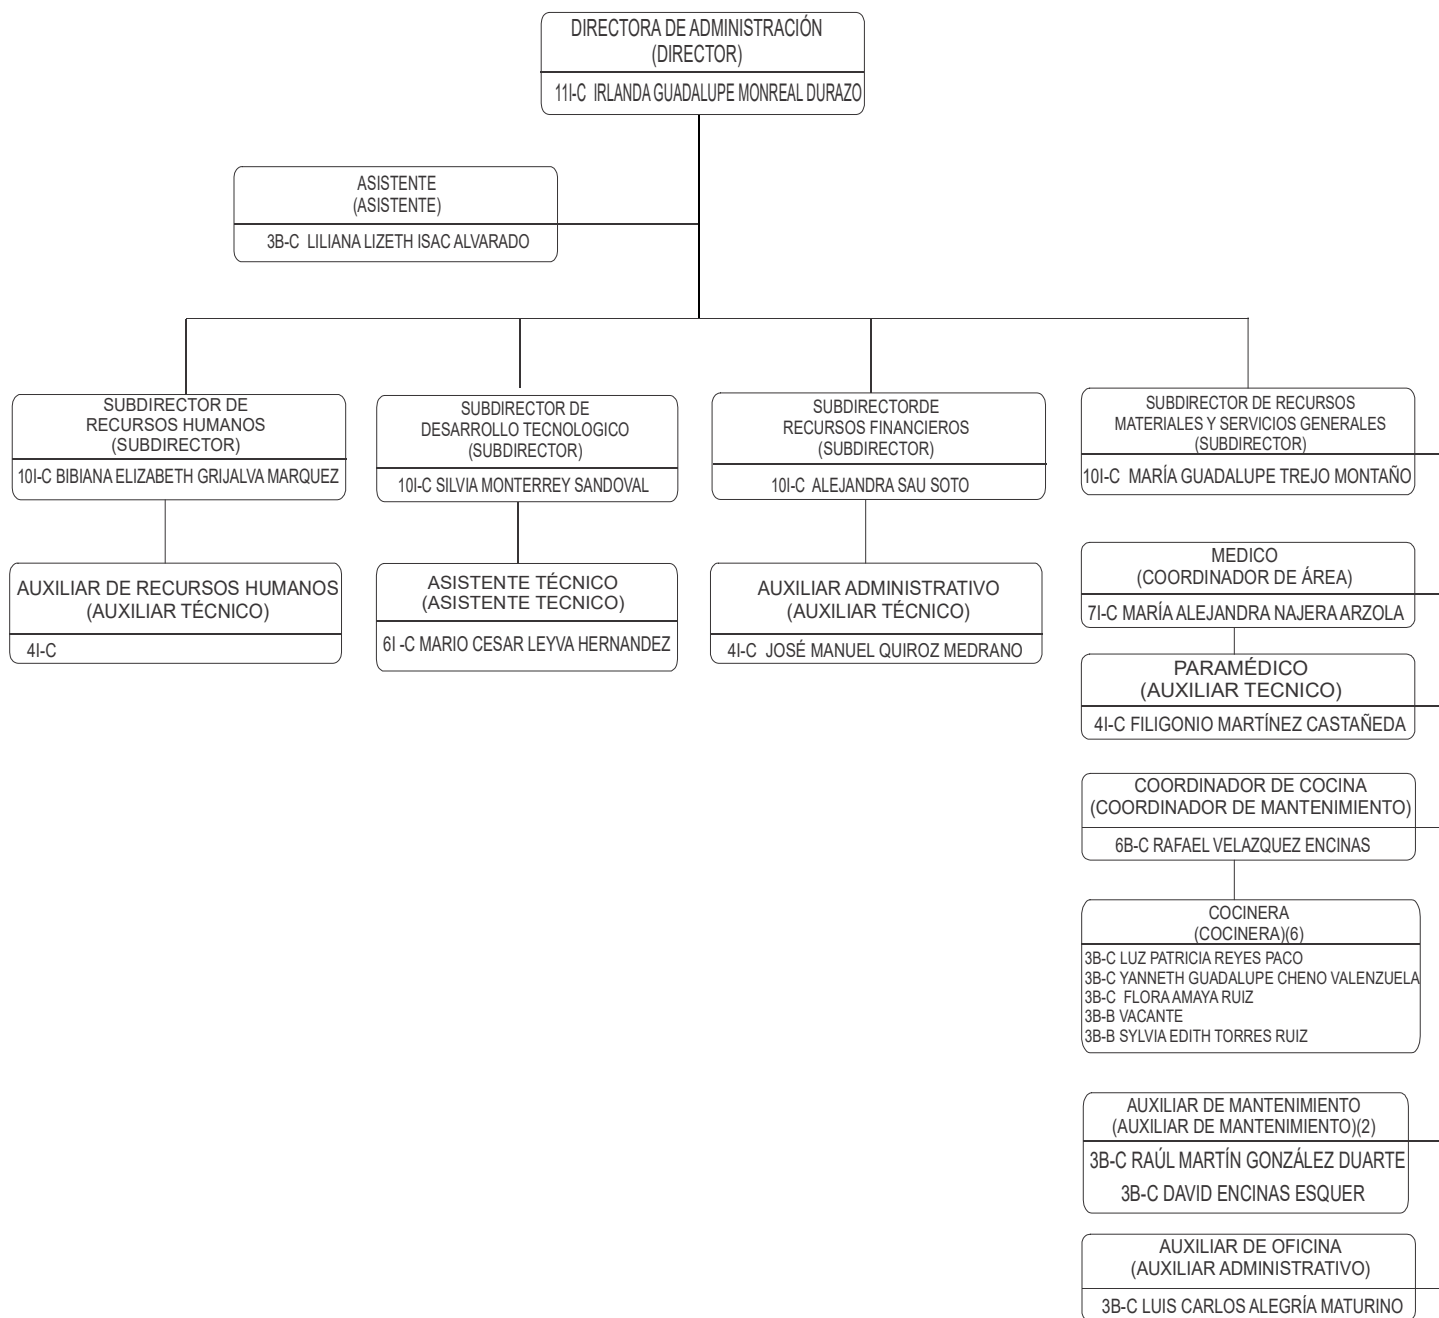 DIRECTORA DE ADMINISTRACIÓN
(DIRECTOR)
11I-C IRLANDA GUADALUPE MONREAL DURAZO
ASISTENTE
(ASISTENTE)
3B-C LILIANA LIZETH ISAC ALVARADO
SUBDIRECTOR DE
RECURSOS HUMANOS
(SUBDIRECTOR)
10I-C BIBIANA ELIZABETH GRIJALVA MARQUEZ
AUXILIAR DE RECURSOS HUMANOS
(AUXILIAR TÉCNICO)
4I-C
SUBDIRECTOR DE
DESARROLLO TECNOLOGICO
(SUBDIRECTOR)
10I-C SILVIA MONTERREY SANDOVAL
ASISTENTE TÉCNICO
(ASISTENTE TECNICO)
6I -C MARIO CESAR LEYVA HERNANDEZ
SUBDIRECTORDE
RECURSOS FINANCIEROS
(SUBDIRECTOR)
10I-C ALEJANDRA SAU SOTO
AUXILIAR ADMINISTRATIVO
(AUXILIAR TÉCNICO)
4I-C JOSÉ MANUEL QUIROZ MEDRANO
SUBDIRECTOR DE RECURSOS
MATERIALES Y SERVICIOS GENERALES
(SUBDIRECTOR)
10I-C MARÍA GUADALUPE TREJO MONTAÑO
MEDICO
(COORDINADOR DE ÁREA)
7I-C MARÍA ALEJANDRA NAJERA ARZOLA
PARAMÉDICO
(AUXILIAR TECNICO)
4I-C FILIGONIO MARTÍNEZ CASTAÑEDA
COORDINADOR DE COCINA
(COORDINADOR DE MANTENIMIENTO)
6B-C RAFAEL VELAZQUEZ ENCINAS
COCINERA
(COCINERA)(6)
3B-C LUZ PATRICIA REYES PACO
3B-C YANNETH GUADALUPE CHENO VALENZUELA
3B-C FLORA AMAYA RUIZ
3B-B VACANTE
3B-B SYLVIA EDITH TORRES RUIZ
AUXILIAR DE MANTENIMIENTO
(AUXILIAR DE MANTENIMIENTO)(2)
3B-C RAÚL MARTÍN GONZÁLEZ DUARTE
3B-C DAVID ENCINAS ESQUER
AUXILIAR DE OFICINA
(AUXILIAR ADMINISTRATIVO)
3B-C LUIS CARLOS ALEGRÍA MATURINO